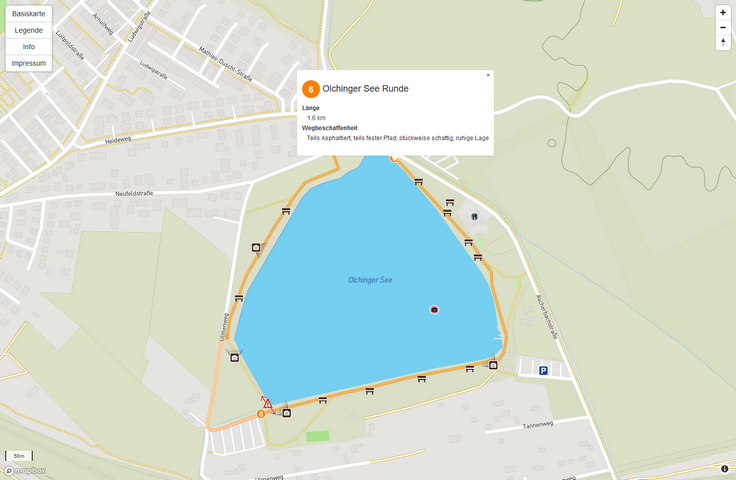 Basiskarte
Legende
Info
Impressum
Luitpoldstraße
Arnulfweg
Ludwigstraße
Mathias-Duschl-Straße
Ludwigstraße
Heideweg
Neufeldstraße
Ulmenweg
6 Olchinger See Runde
×
Länge
1.6 km
Wegbeschaffenheit
Teils Asphaltiert, teils fester Pfad; stückweise schattig; ruhige Lage
Olchinger See
Ascherbachstraße
P
6
Tannenweg
Ulmenweg
50m
mapbox